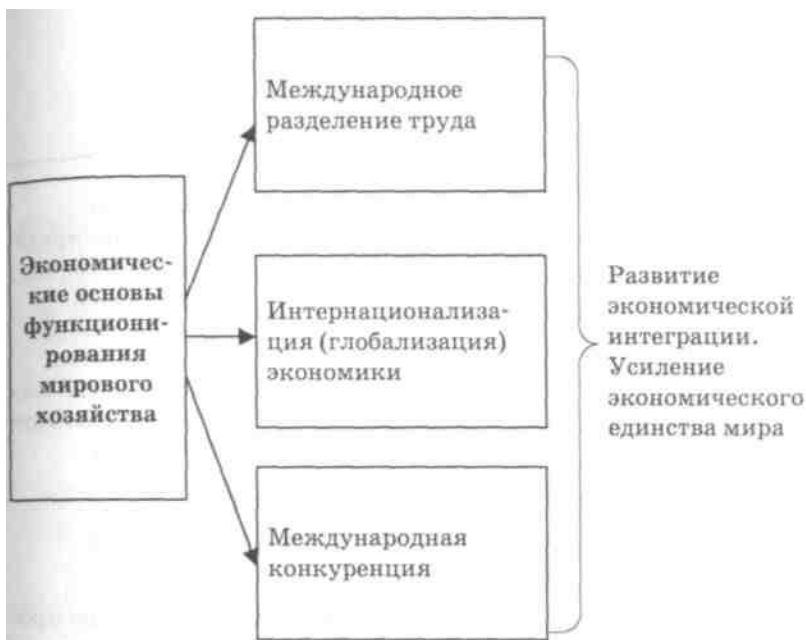 Экономичес-
кие основы
функциони-
рования
мирового
хозяйства
Международное
разделение труда
Интернационализа-
ция (глобализация)
экономики
Международная
конкуренция
Развитие
экономической
интеграции.
Усиление
экономического
единства мира